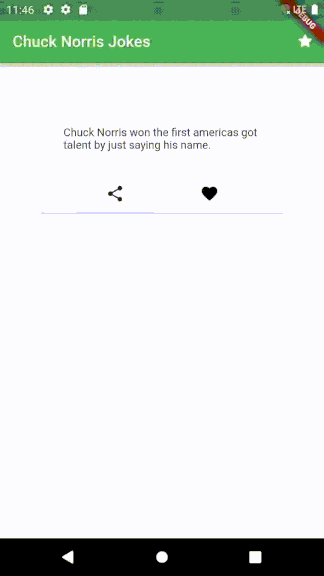 11:46
LTE
DEBUG
Chuck Norris Jokes
Chuck Norris won the first americas got
talent by just saying his name.